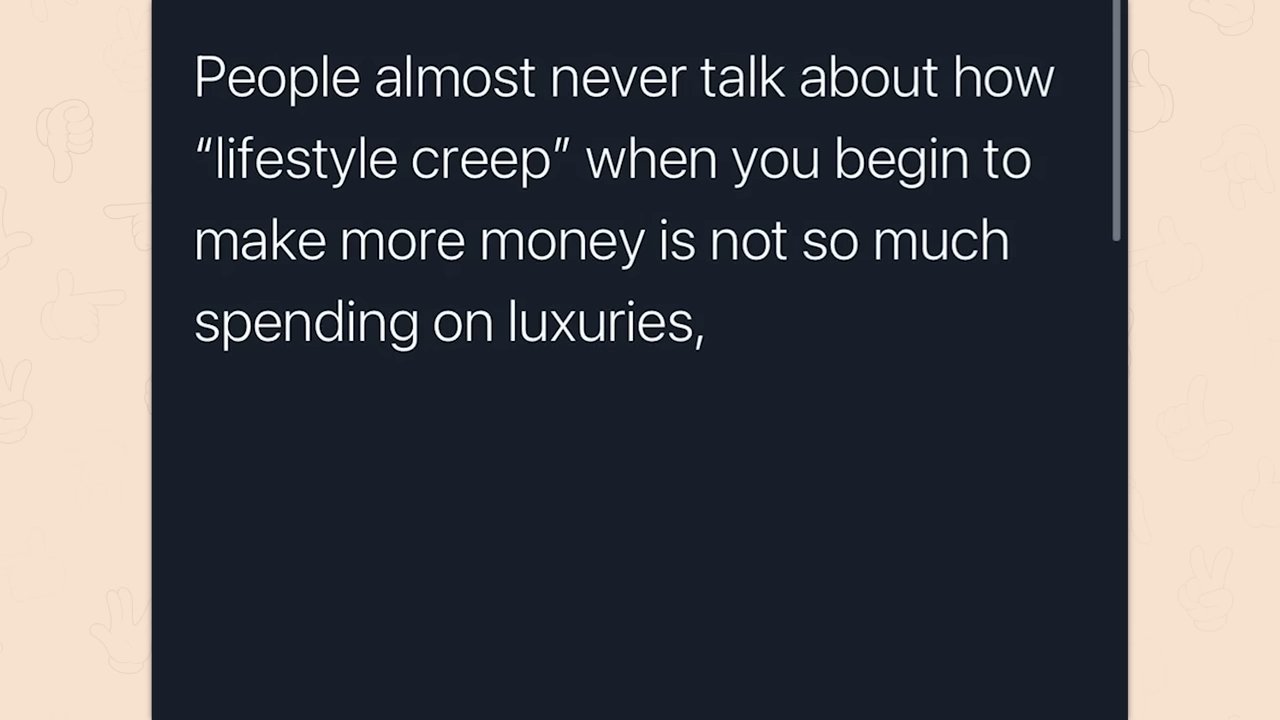 People almost never talk about how
“lifestyle creep” when you begin to
make more money is not so much
spending on luxuries,